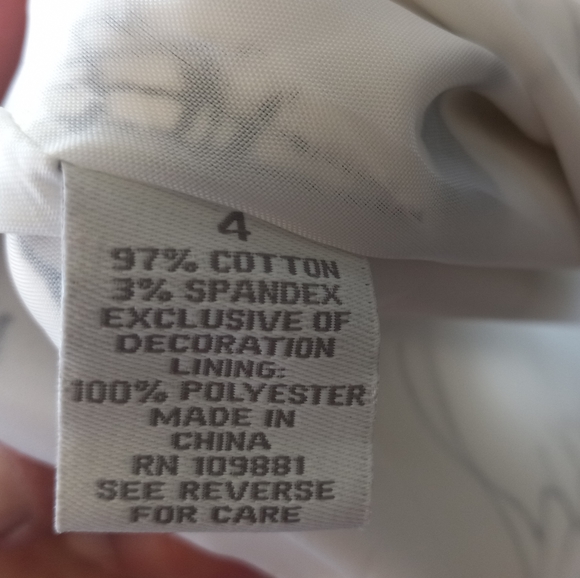 4
97% COTTON
3% SPANDEX
EXCLUSIVE OF
DECORATION
LINING:
100% POLYESTER
MADE IN
CHINA
RN 109881
SEE REVERSE
FOR CARE